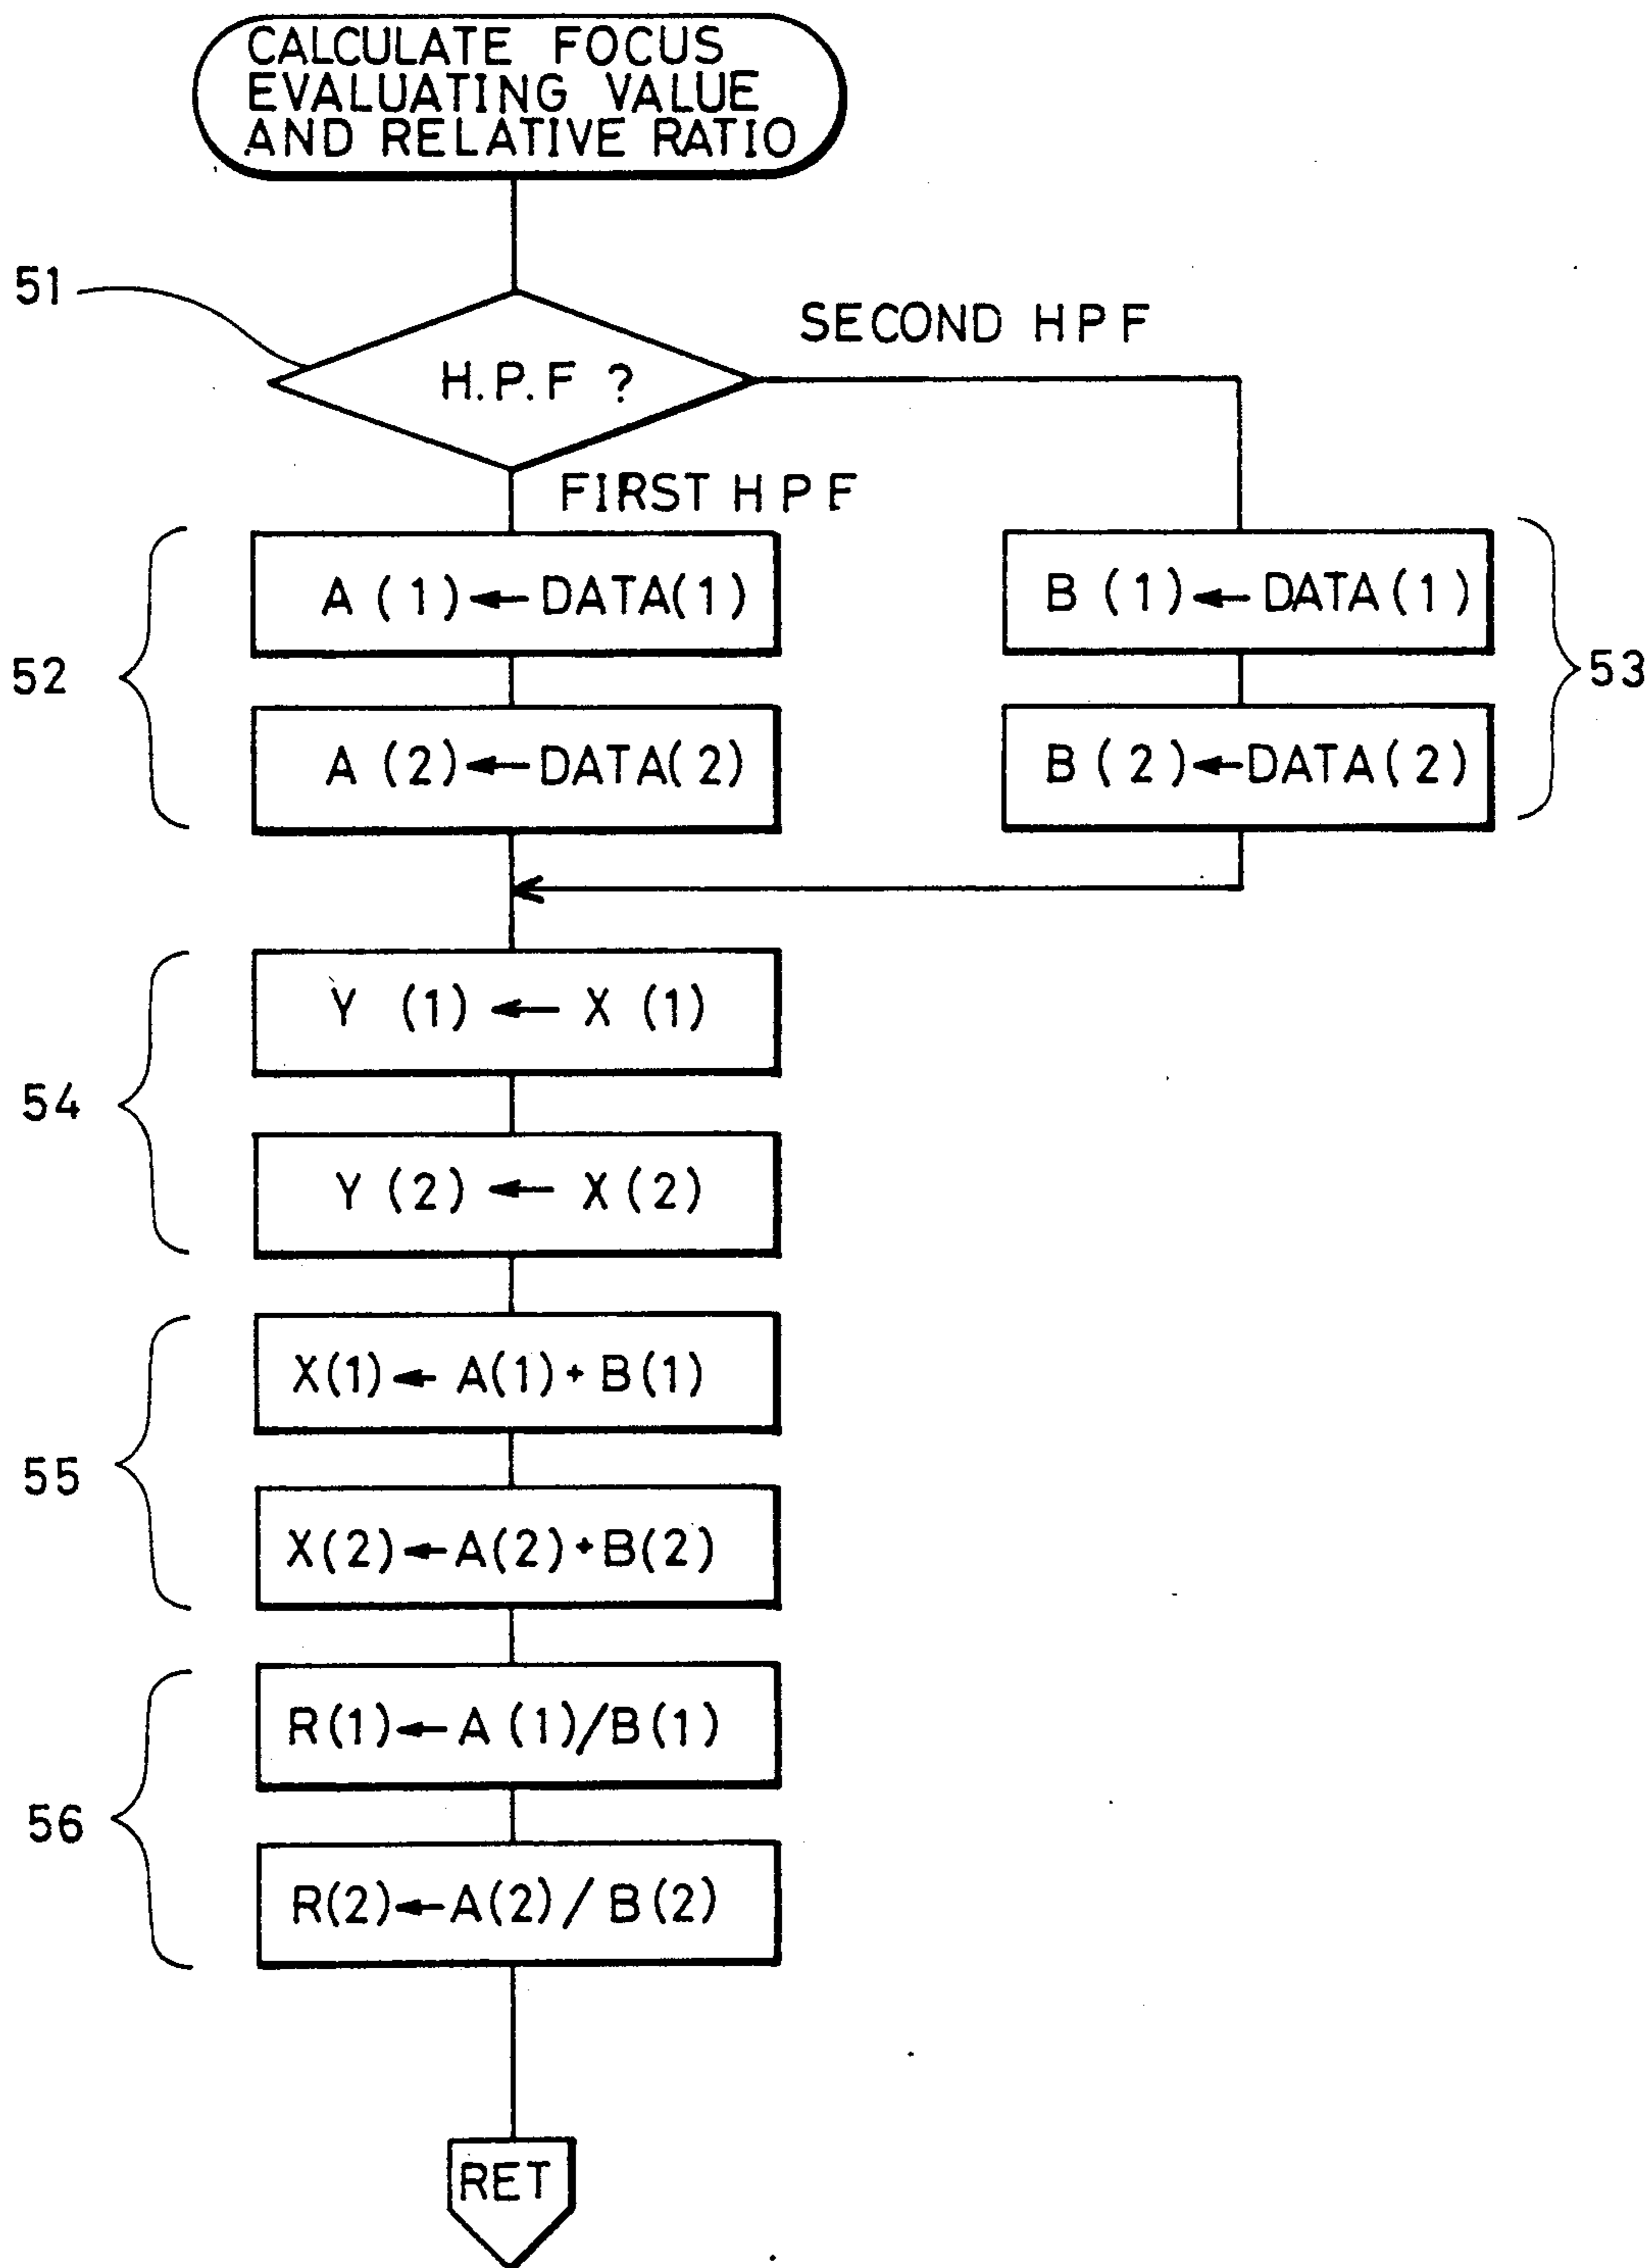 CALCULATE FOCUS
EVALUATING VALUE
AND RELATIVE RATIO
51
H.P.F ?
SECOND HPF
FIRST HPF
52
A(1)←DATA(1)
A(2)←DATA(2)
B(1)←DATA(1)
B(2)←DATA(2)
53
54
Y(1)←X(1)
Y(2)←X(2)
55
X(1)←A(1)+B(1)
X(2)←A(2)+B(2)
56
R(1)←A(1)/B(1)
R(2)←A(2)/B(2)
RET